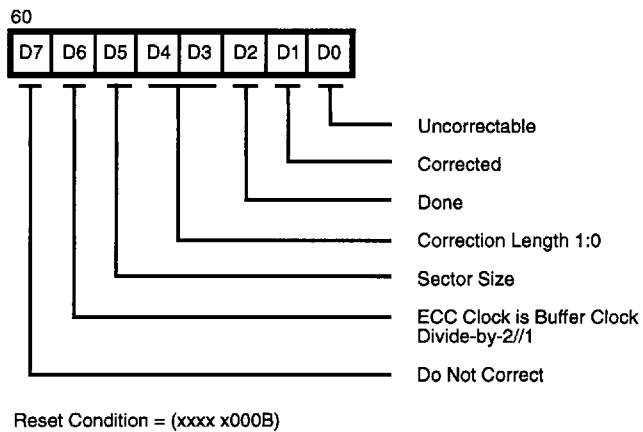 60
D7 D6 D5 D4 D3 D2 D1 D0
Uncorrectable
Corrected
Done
Correction Length 1:0
Sector Size
ECC Clock is Buffer Clock
Divide-by-2//1
Do Not Correct
Reset Condition = (xxxx x000B)